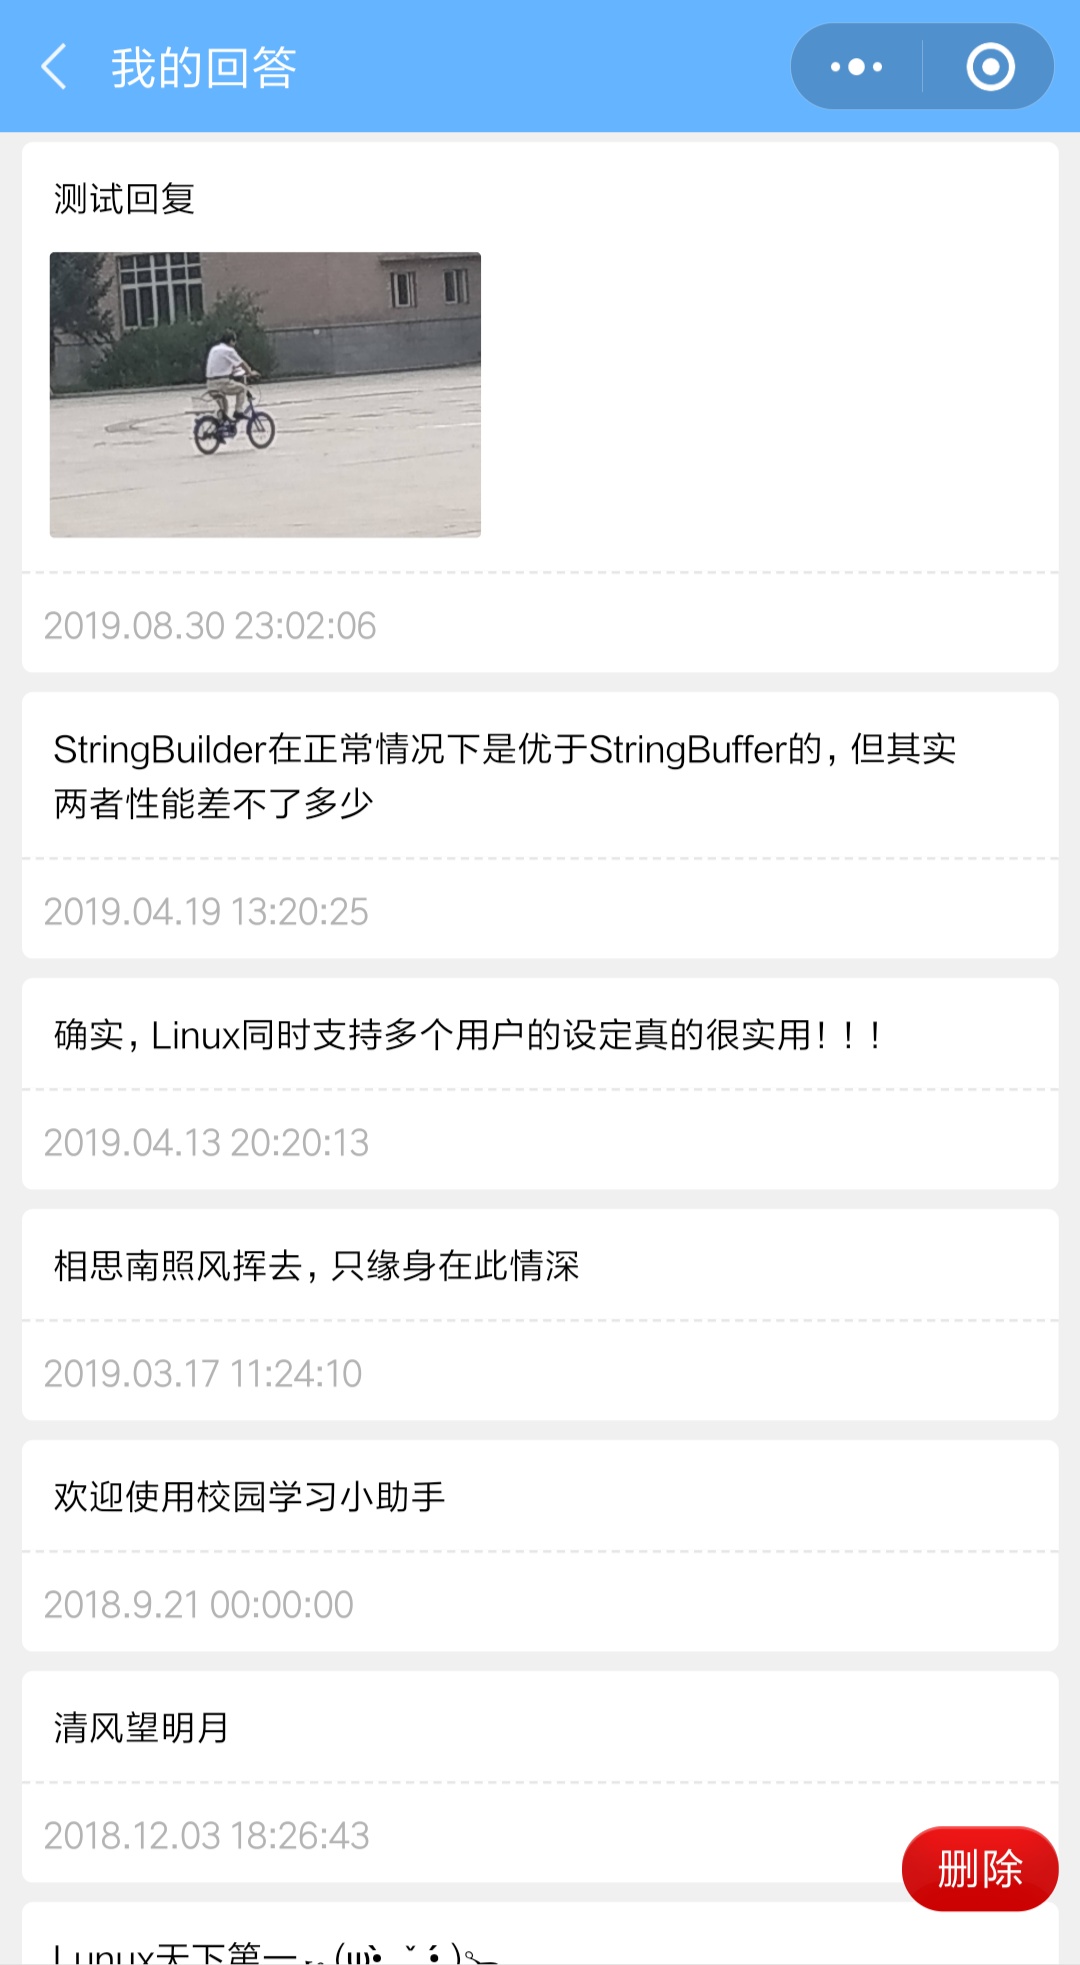 我的回答
测试回复
2019.08.30 23:02:06
StringBuilder在正常情况下是优于StringBuffer的，但其实
两者性能差不了多少
2019.04.19 13:20:25
确实，Linux同时支持多个用户的设定真的很实用！！！
2019.04.13 20:20:13
相思南照风挥去，只缘身在此情深
2019.03.17 11:24:10
欢迎使用校园学习小助手
2018.9.21 00:00:00
清风望明月
2018.12.03 18:26:43
删除
Lunux天下第一